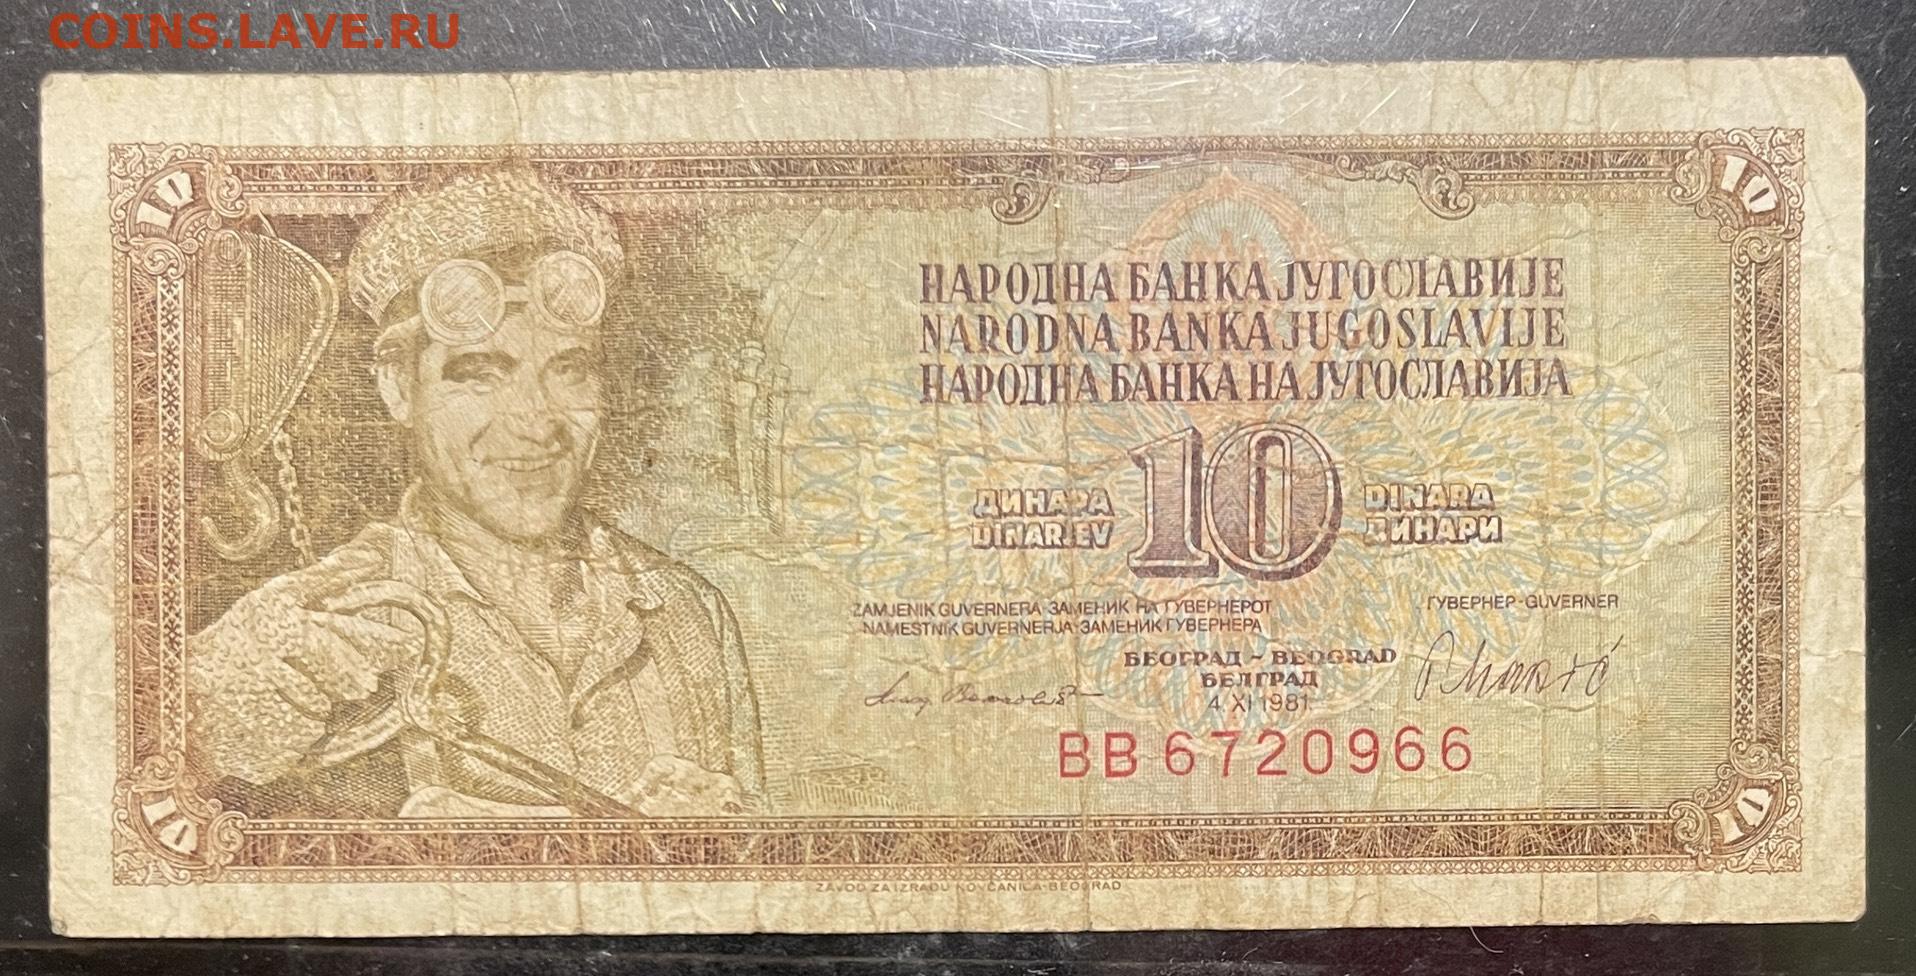 COINS.LAVE.RU
10 10
НАРОДНА БАНКА ЈУГОСЛАВИЈЕ
NARODNA BANKA JUGOSLAVIJE
НАРОДНА БАНКА НА ЈУГОСЛАВИЈА
ДИНАРА 10 DINARA
DINARJEV ДИНАРИ
ZAMJENIK GUVERNERA-ЗАМЕНИК НА ГУВЕРНЕРОТ ГУВЕРНЕР-GUVERNER
NAMESTNIK GUVERNERJA-ЗАМЕНИК ГУВЕРНЕРА
БЕОГРАД - BEOGRAD
БЕЛГРАД
4. XI 1981
BB 6720966
10 10
ZAVOD ZA IZRADU NOVČANICA-BEOGRAD